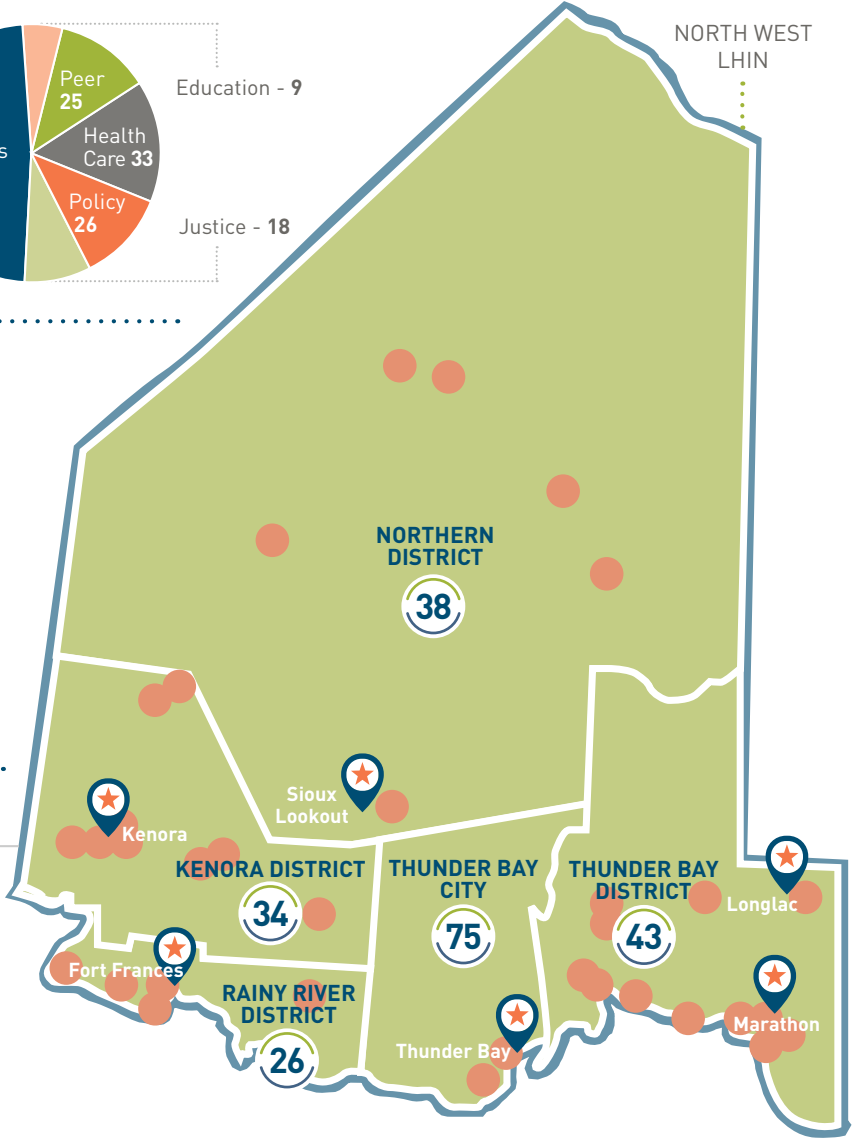 NORTH WEST
LHIN
Peer
25
Education - 9
Health
Care 33
s
Policy
26
Justice - 18
NORTHERN
DISTRICT
38
Sioux
Lookout
Kenora
KENORA DISTRICT
34
THUNDER BAY
CITY
75
THUNDER BAY
DISTRICT
43
Longlac
Fort Frances
RAINY RIVER
DISTRICT
26
Marathon
Thunder Bay